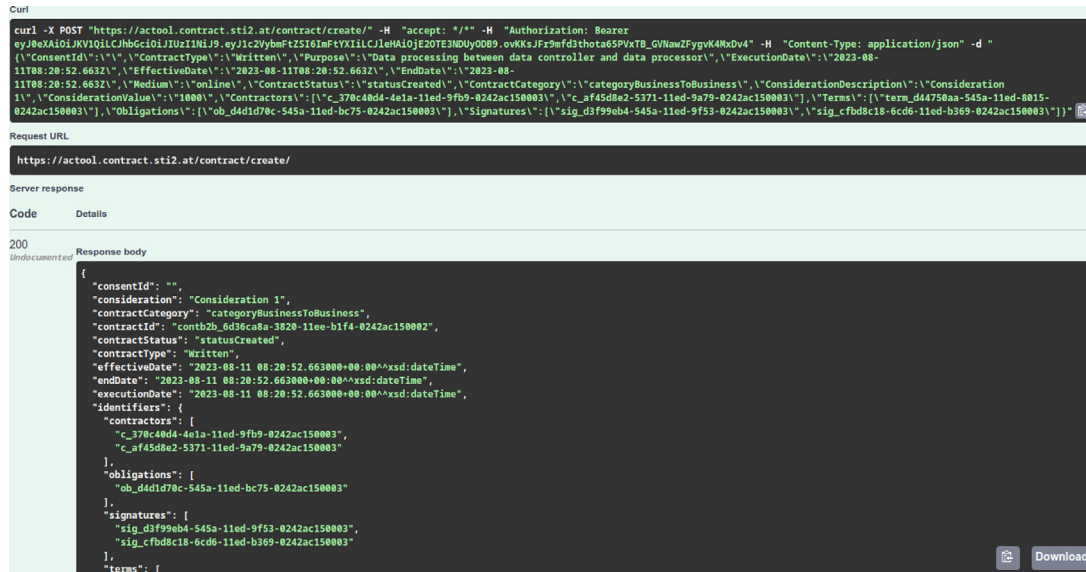 Curl
curl -X POST "https://actool.contract.sti2.at/contract/create/" -H "accept: */*" -H "Authorization: Bearer
eyJ0eXAiOiJKV1QiLCJhbGciOiJIUzI1NiJ9.eyJ1c2VybmFtZSI6ImFtYXIiLCJleHAiOjE2OTE3NDUyODB9.ovKKsJFr9mfd3thota65PVxTB_GVNawZFygvK4MxDv4" -H "Content-Type: application/json" -d "
{\"ConsentId\":\"\",\"ContractType\":\"Written\",\"Purpose\":\"Data processing between data controller and data processor\",\"ExecutionDate\":\"2023-08-
11T08:20:52.663Z\",\"EffectiveDate\":\"2023-08-11T08:20:52.663Z\",\"EndDate\":\"2023-08-
11T08:20:52.663Z\",\"Medium\":\"online\",\"ContractStatus\":\"statusCreated\",\"ContractCategory\":\"categoryBusinessToBusiness\",\"ConsiderationDescription\":\"Consideration
1\",\"ConsiderationValue\":\"1000\",\"Contractors\":[\"c_370c40d4-4e1a-11ed-9fb9-0242ac150003\",\"c_af45d8e2-5371-11ed-9a79-0242ac150003\"],\"Terms\":[\"term_d44750aa-545a-11ed-8015-
0242ac150003\"],\"Obligations\":[\"ob_d4d1d70c-545a-11ed-bc75-0242ac150003\"],\"Signatures\":[\"sig_d3f99eb4-545a-11ed-9f53-0242ac150003\",\"sig_cfbd8c18-6cd6-11ed-b369-0242ac150003\"]}"
Request URL
https://actool.contract.sti2.at/contract/create/
Server response
Code Details
200
Undocumented
Response body
{
"consentId": "",
"consideration": "Consideration 1",
"contractCategory": "categoryBusinessToBusiness",
"contractId": "contb2b_6d36ca8a-3820-11ee-b1f4-0242ac150002",
"contractStatus": "statusCreated",
"contractType": "Written",
"effectiveDate": "2023-08-11 08:20:52.663000+00:00^^xsd:dateTime",
"endDate": "2023-08-11 08:20:52.663000+00:00^^xsd:dateTime",
"executionDate": "2023-08-11 08:20:52.663000+00:00^^xsd:dateTime",
"identifiers": {
"contractors": [
"c_370c40d4-4e1a-11ed-9fb9-0242ac150003",
"c_af45d8e2-5371-11ed-9a79-0242ac150003"
],
"obligations": [
"ob_d4d1d70c-545a-11ed-bc75-0242ac150003"
],
"signatures": [
"sig_d3f99eb4-545a-11ed-9f53-0242ac150003",
"sig_cfbd8c18-6cd6-11ed-b369-0242ac150003"
],
"terms": [
Download